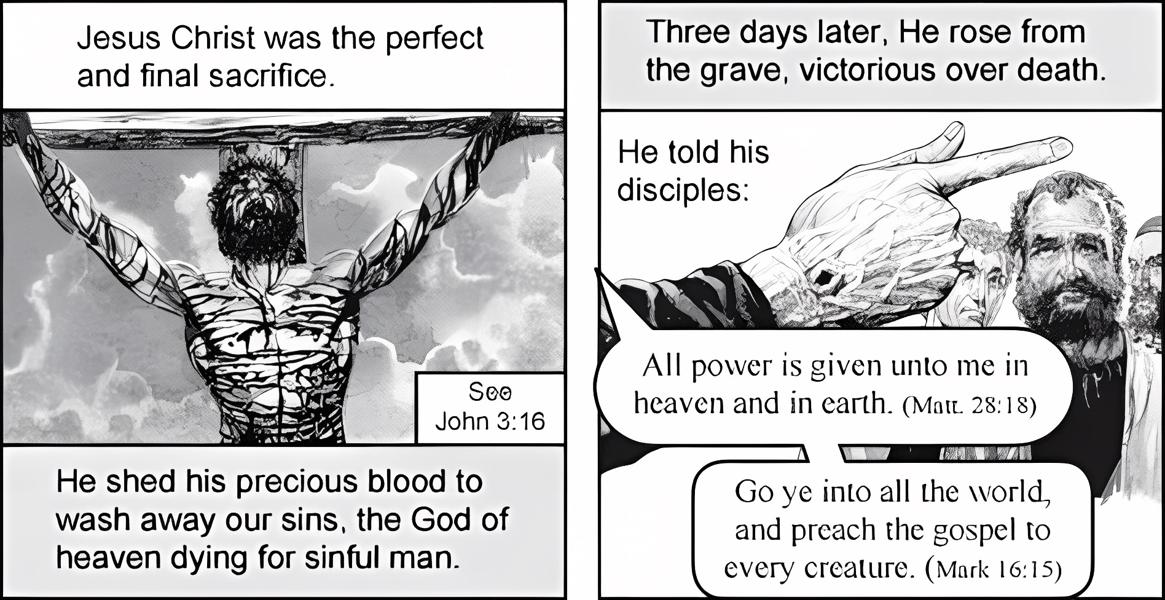 Jesus Christ was the perfect
and final sacrifice.
See
John 3:16
He shed his precious blood to
wash away our sins, the God of
heaven dying for sinful man.
Three days later, He rose from
the grave, victorious over death.
He told his
disciples:
All power is given unto me in
heaven and in earth. (Matt. 28:18)
Go ye into all the world,
and preach the gospel to
every creature. (Mark 16:15)